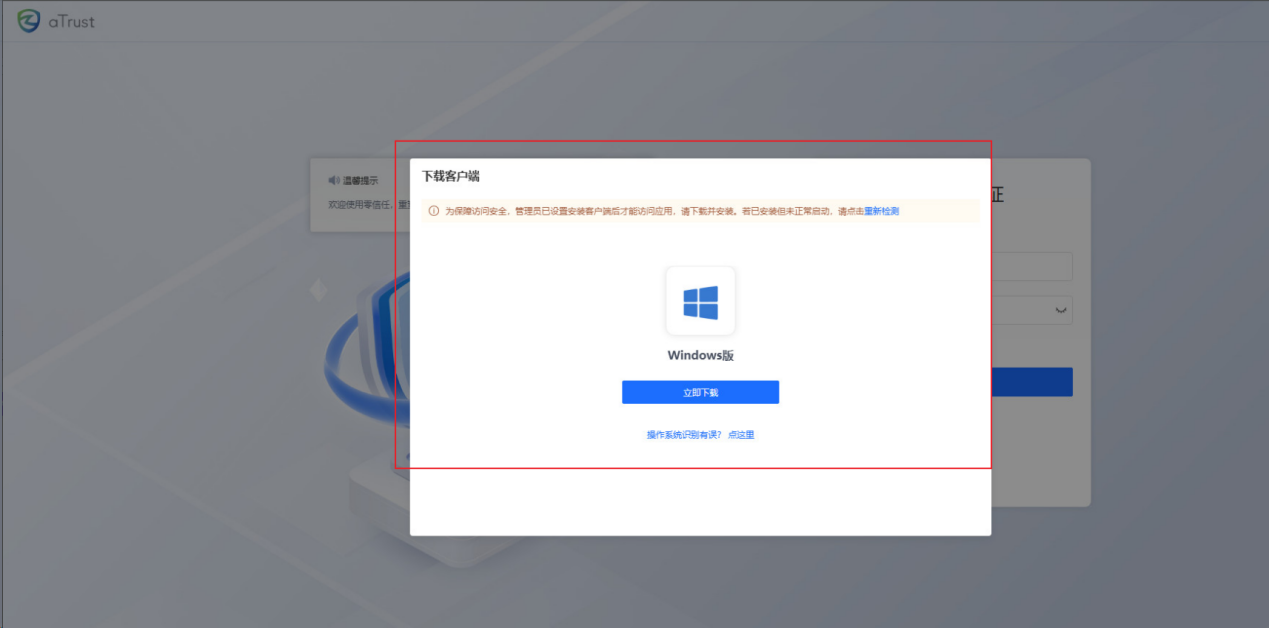 aTrust
温馨提示
欢迎使用零信任，
下载客户端
为保障访问安全，管理员已设置安装客户端后才能访问应用，请下载并安装。若已安装但未正常启动，请点击重新检测
证
Windows版
立即下载
操作系统识别有误？ 点这里